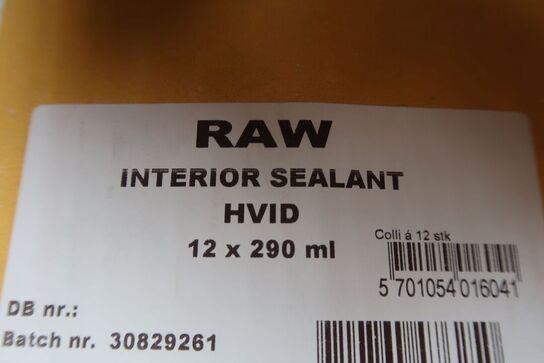 RAW
INTERIOR SEALANT
HVID
12 x 290 ml
Colli á 12 stk
5 701054 016041
DB nr.:
Batch nr. 30829261